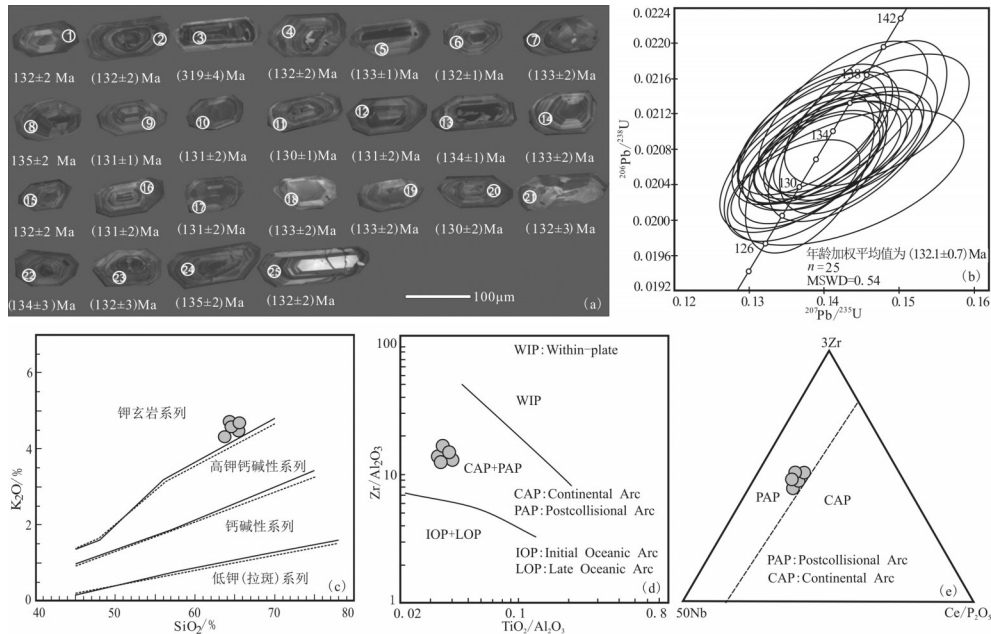 ① ② ③ ④ ⑤ ⑥ ⑦
132±2 Ma (132±2) Ma (319±4) Ma (132±2) Ma (133±1) Ma (132±1) Ma (133±2) Ma
⑧ ⑨ ⑩ ⑪ ⑫ ⑬ ⑭
135±2 Ma (131±1) Ma (131±2) Ma (130±1) Ma (131±2) Ma (134±1) Ma (133±2) Ma
⑮ ⑯ ⑰ ⑱ ⑲ ⑳ ㉑
132±2 Ma (131±2) Ma (131±2) Ma (133±2) Ma (133±2) Ma (130±2) Ma (132±3) Ma
㉒ ㉓ ㉔ ㉕
(134±3) Ma (132±3) Ma (135±2) Ma (132±2) Ma
100μm
(a)
0.0224
0.0220
0.0216
0.0212
0.0208
0.0204
0.0200
0.0196
0.0192
²⁰⁶Pb/²³⁸U
142
138
134
130
126
年龄加权平均值为(132.1±0.7) Ma
n=25
MSWD=0.54
(b)
0.12 0.13 0.14 0.15 0.16
²⁰⁷Pb/²³⁵U
6
4
2
0
K₂O/%
钾玄岩系列
高钾钙碱性系列
钙碱性系列
低钾(拉斑)系列
(c)
40 50 60 70 80
SiO₂/%
100
10
1
Zr/Al₂O₃
WIP:Within-plate
WIP
CAP+PAP
CAP:Continental Arc
PAP:Postcollisional Arc
IOP+LOP
IOP:Initial Oceanic Arc
LOP:Late Oceanic Arc
(d)
0.02 0.1 0.8
TiO₂/Al₂O₃
3Zr
PAP CAP
PAP:Postcollisional Arc
CAP:Continental Arc
(e)
50Nb Ce/P₂O₅